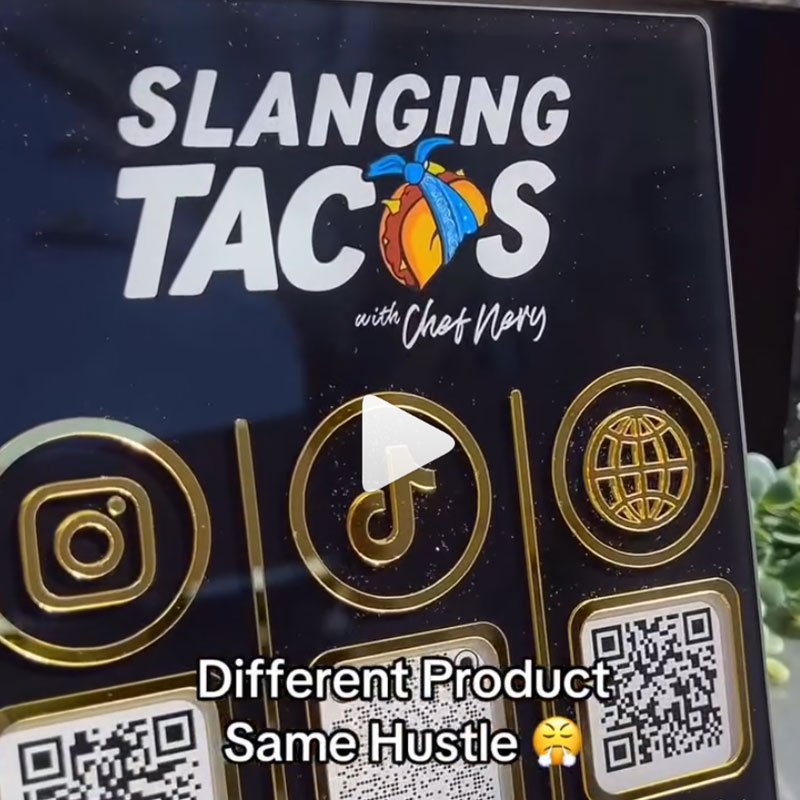 SLANGING
TACOS
with Chef Nery
Different Product
Same Hustle 😤